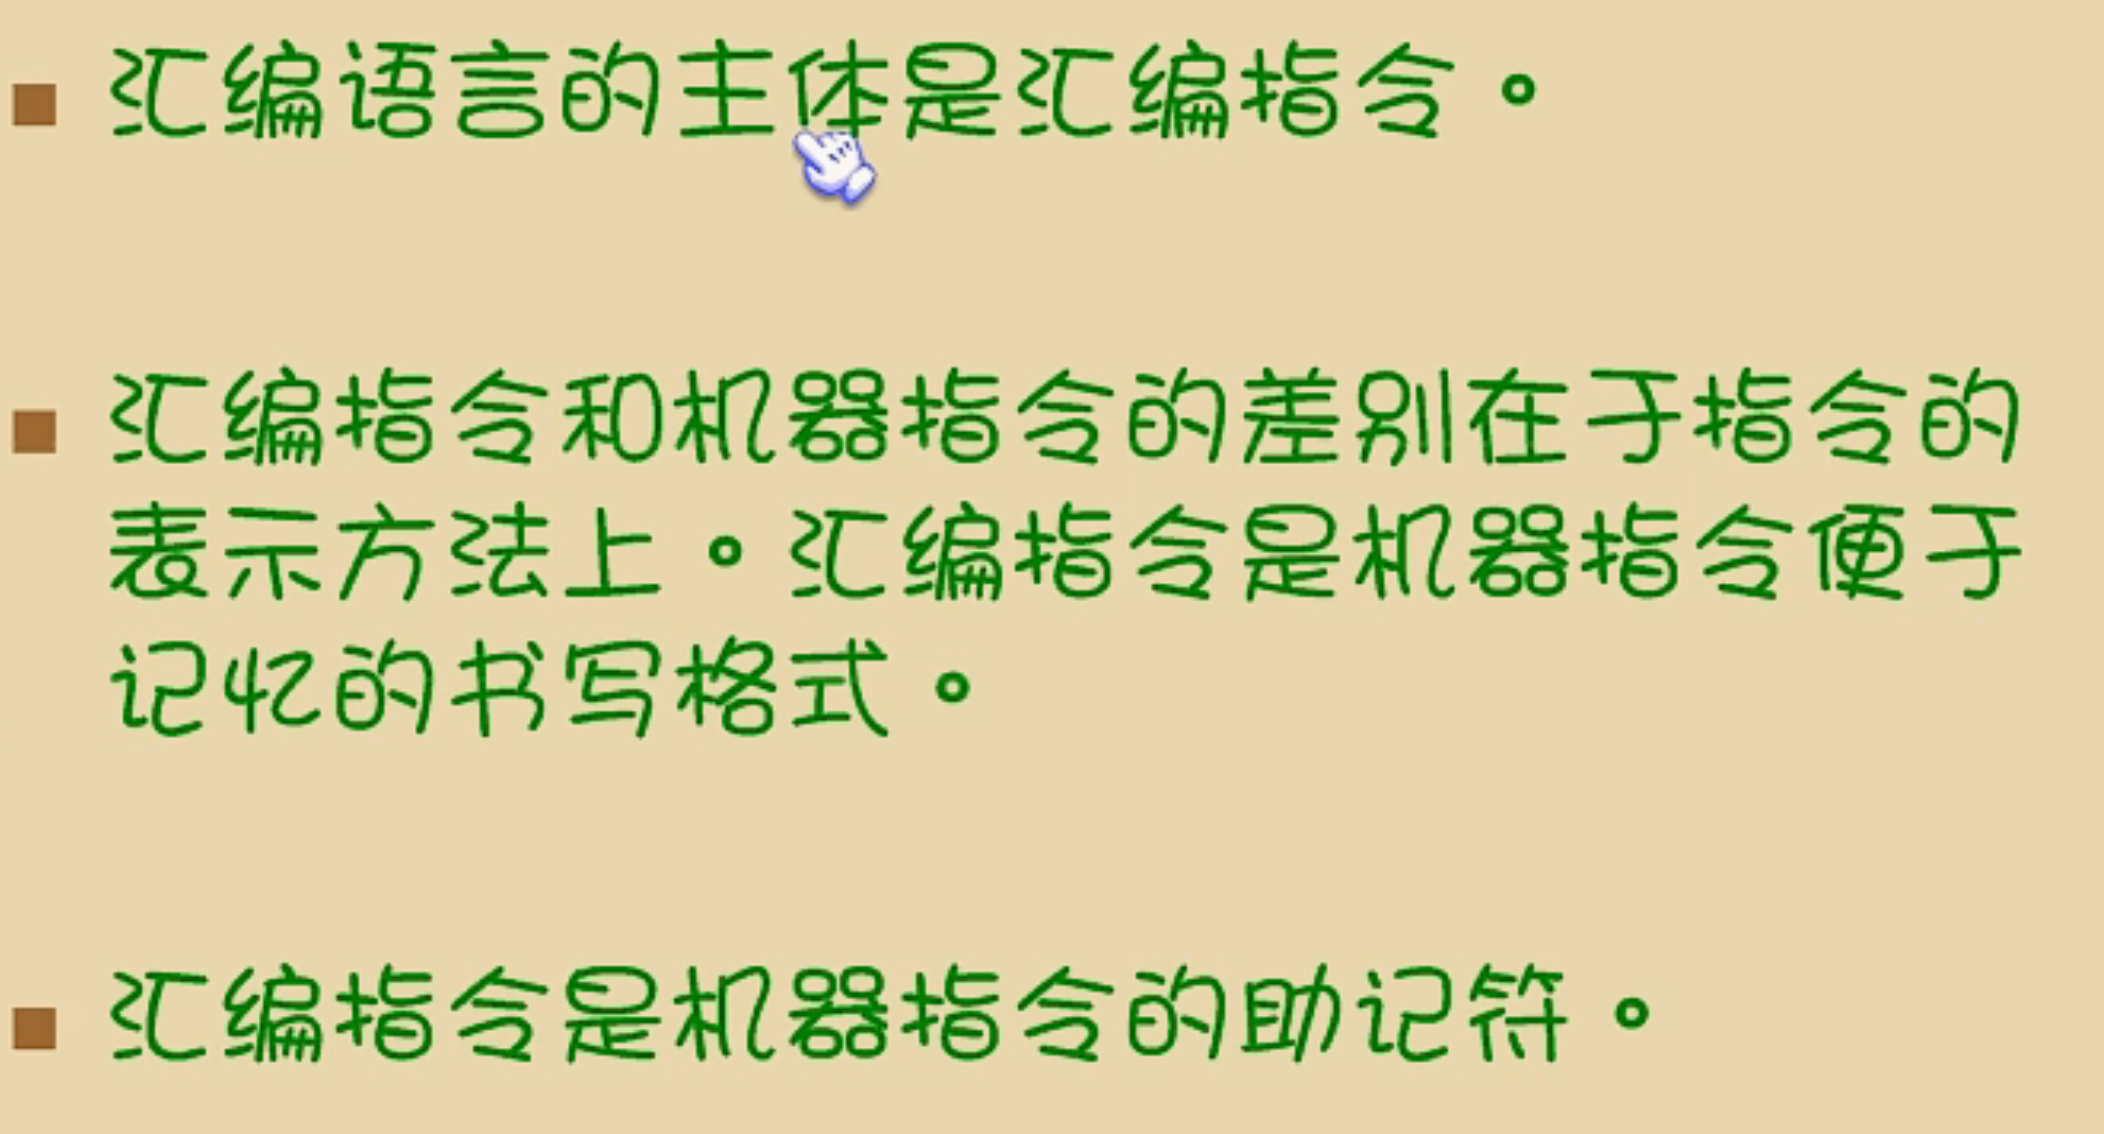 汇编语言的主体是汇编指令。
汇编指令和机器指令的差别在于指令的
表示方法上。汇编指令是机器指令便于
记忆的书写格式。
汇编指令是机器指令的助记符。